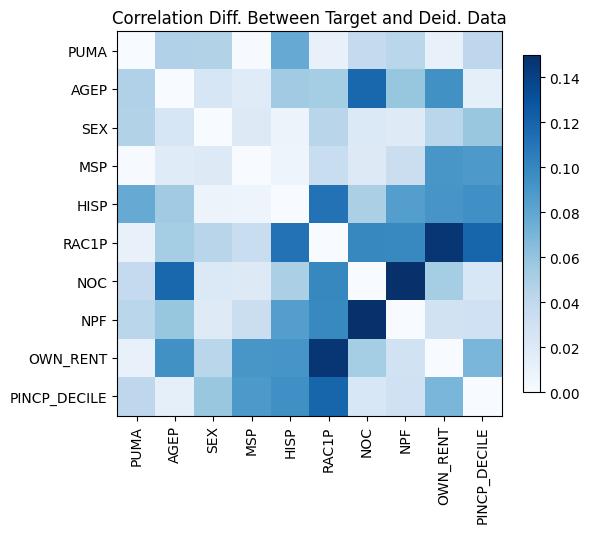 Correlation Diff. Between Target and Deid. Data
PUMA
AGEP
SEX
MSP
HISP
RAC1P
NOC
NPF
OWN_RENT
PINCP_DECILE
PUMA
AGEP
SEX
MSP
HISP
RAC1P
NOC
NPF
OWN_RENT
PINCP_DECILE
0.14
0.12
0.10
0.08
0.06
0.04
0.02
0.00